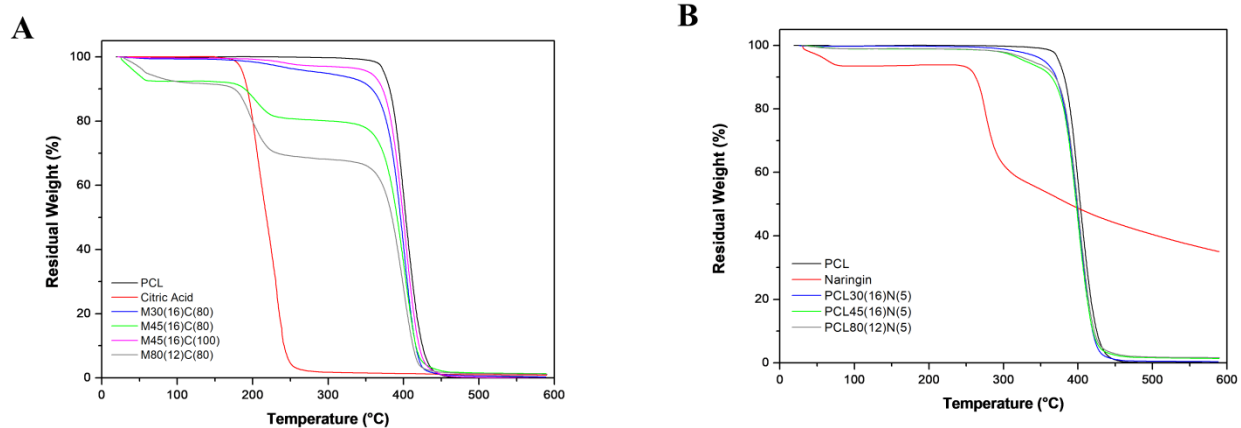 A
100
80
60
40
20
0
Residual Weight (%)
PCL
Citric Acid
M30(16)C(80)
M45(16)C(80)
M45(16)C(100)
M80(12)C(80)
0
100
200
300
400
500
600
Temperature (°C)
B
100
80
60
40
20
0
Residual Weight (%)
PCL
Naringin
PCL30(16)N(5)
PCL45(16)N(5)
PCL80(12)N(5)
0
100
200
300
400
500
600
Temperature (°C)